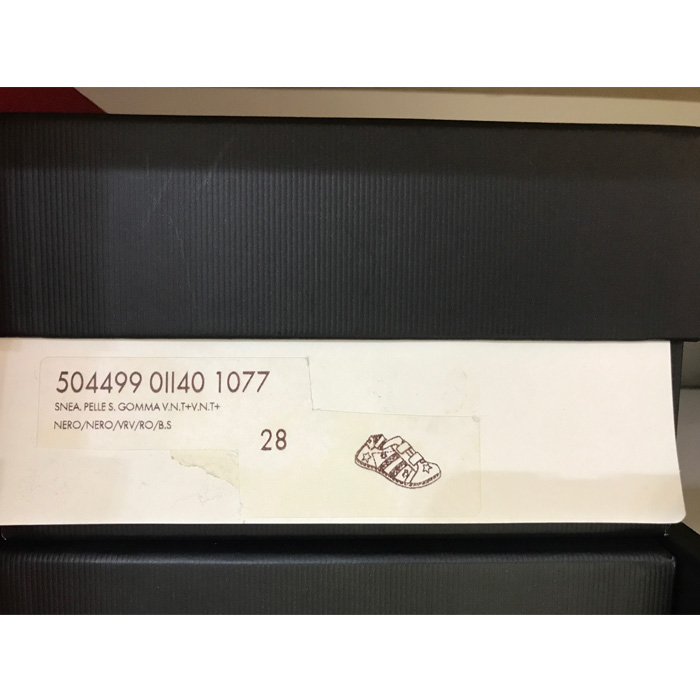 504499 0II40 1077
SNEA. PELLE S. GOMMA V.N.T+V.N.T+
NERO/NERO/VRV/RO/B.S
28